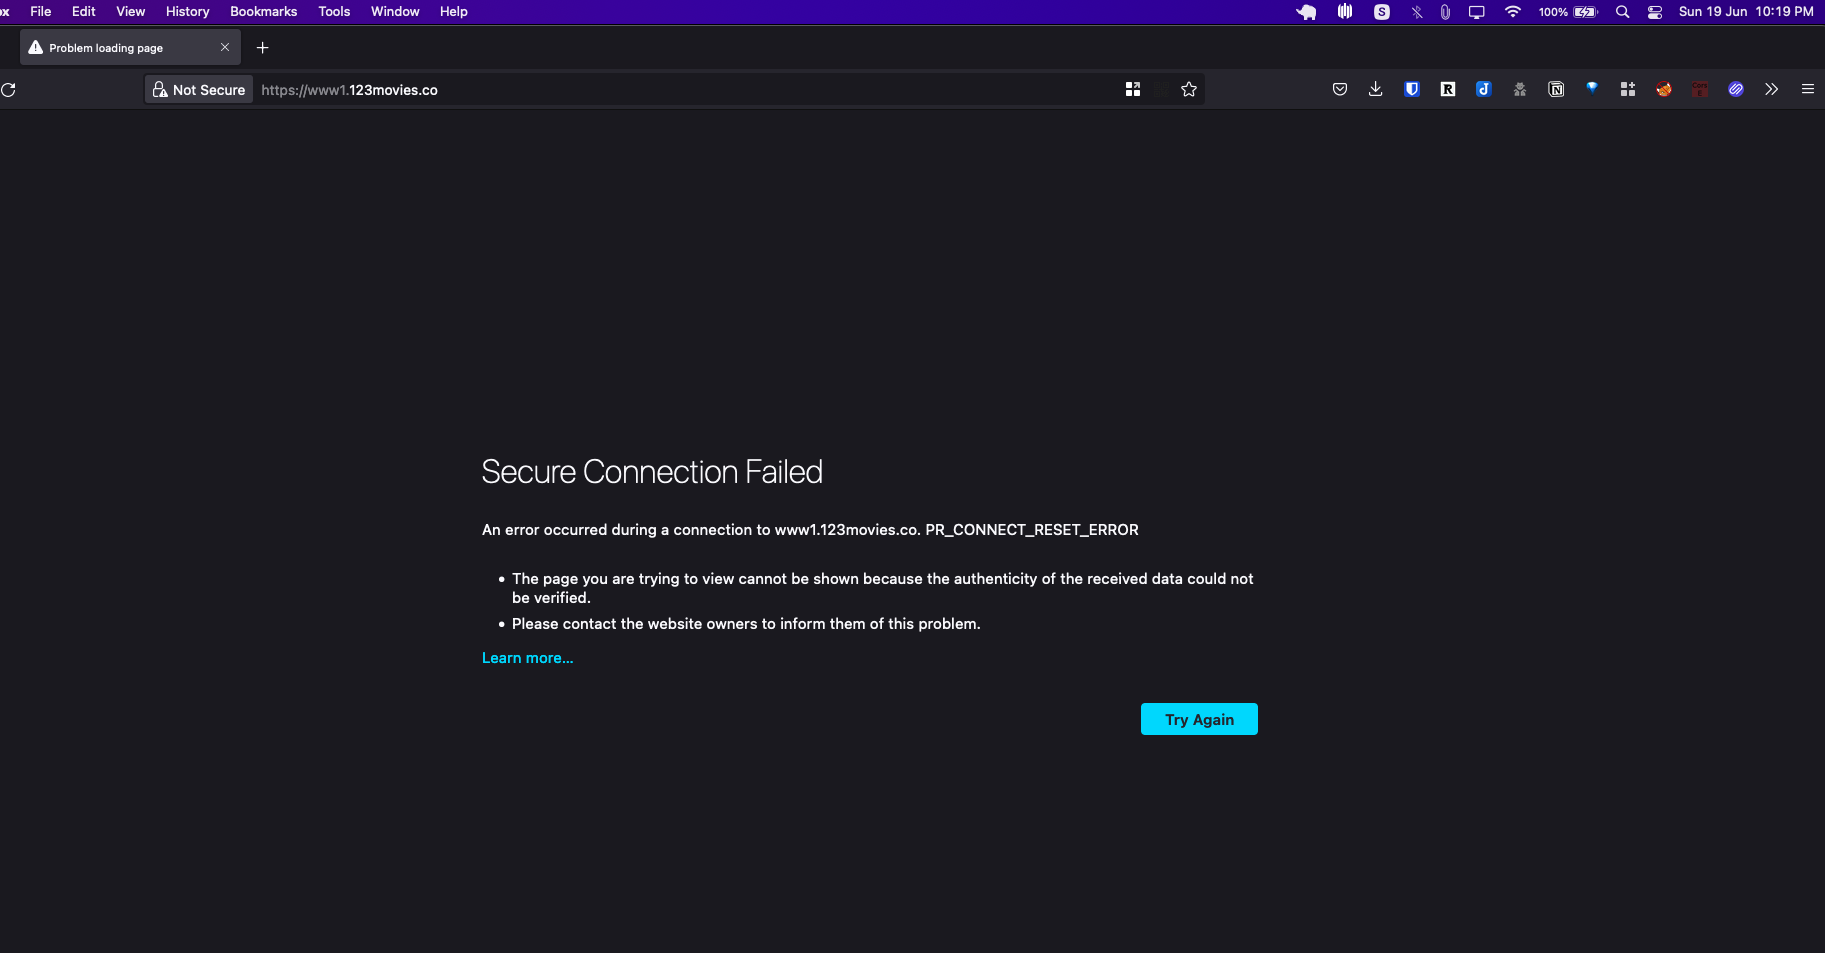 ox File Edit View History Bookmarks Tools Window Help S 100% Sun 19 Jun 10:19 PM
Problem loading page
Not Secure https://www1.123movies.co R J N
Secure Connection Failed
An error occurred during a connection to www1.123movies.co. PR_CONNECT_RESET_ERROR
• The page you are trying to view cannot be shown because the authenticity of the received data could not
be verified.
• Please contact the website owners to inform them of this problem.
Learn more...
Try Again